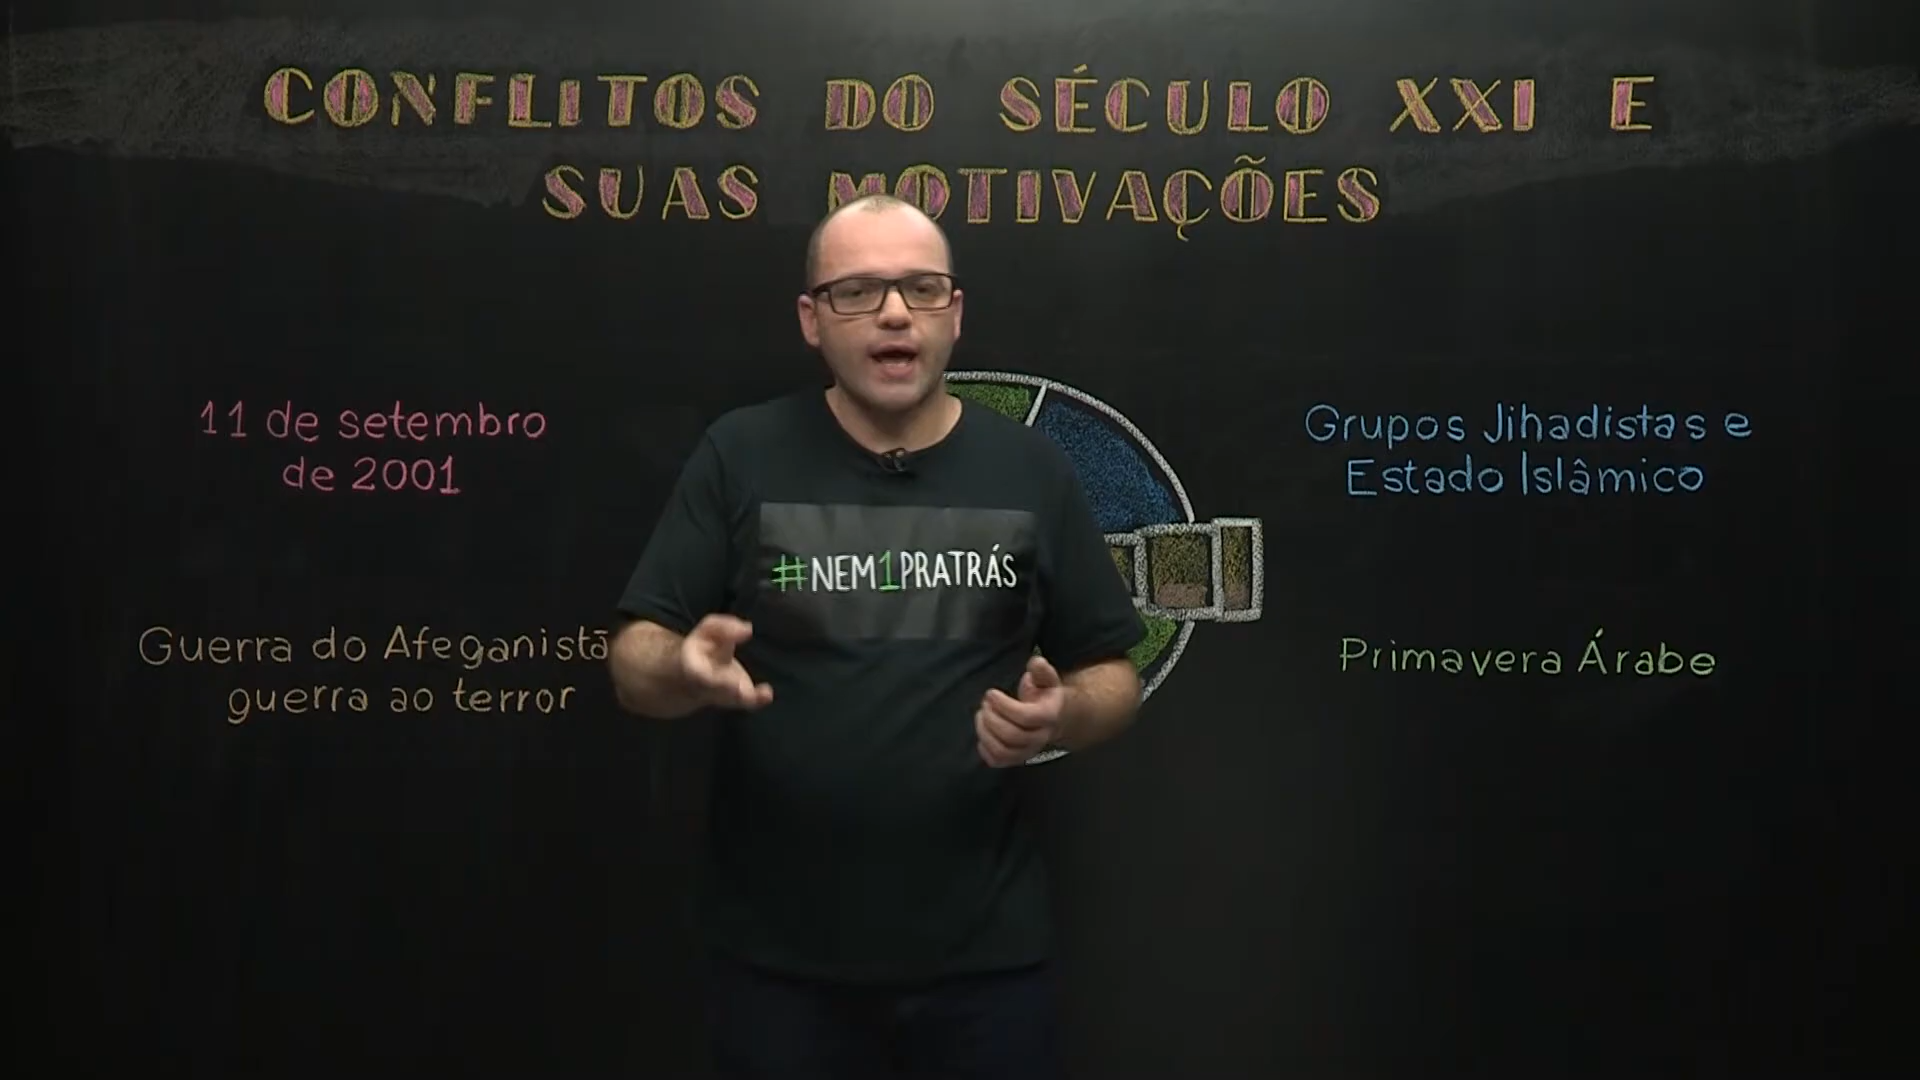 CONFLITOS DO SÉCULO XXI E
SUAS MOTIVAÇÕES
11 de setembro
de 2001
Guerra do Afeganistã
guerra ao terror
#NEM1PRATRÁS
Grupos Jihadistas e
Estado Islâmico
Primavera Árabe